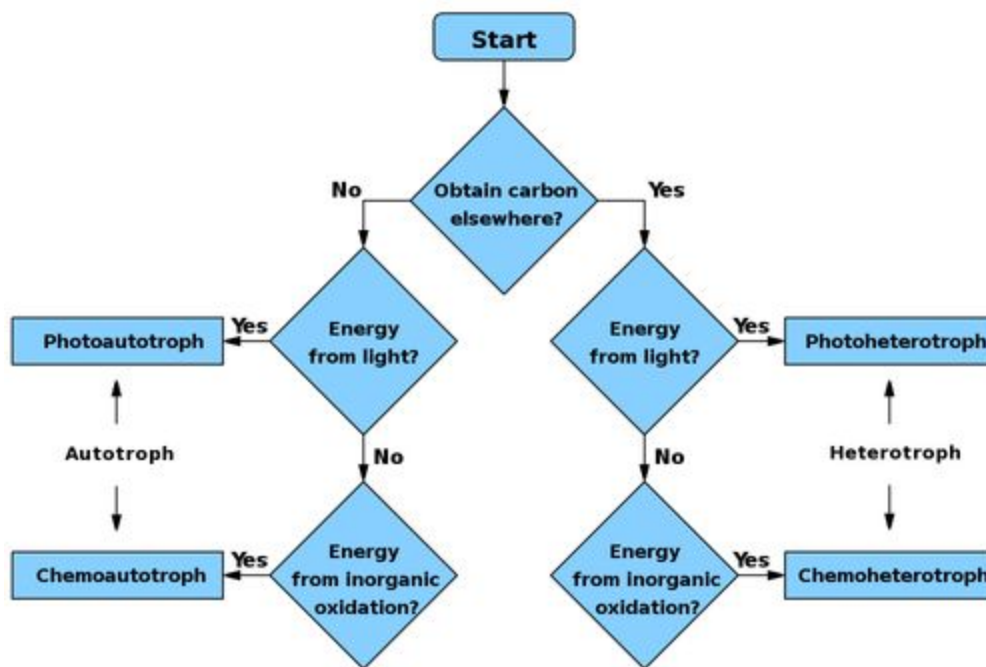 Start
Obtain carbon
elsewhere?
No
Yes
Energy
from light?
Yes
Photoautotroph
Energy
from light?
Yes
Photoheterotroph
Autotroph
No
No
Heterotroph
Energy
from inorganic
oxidation?
Yes
Chemoautotroph
Energy
from inorganic
oxidation?
Yes
Chemoheterotroph